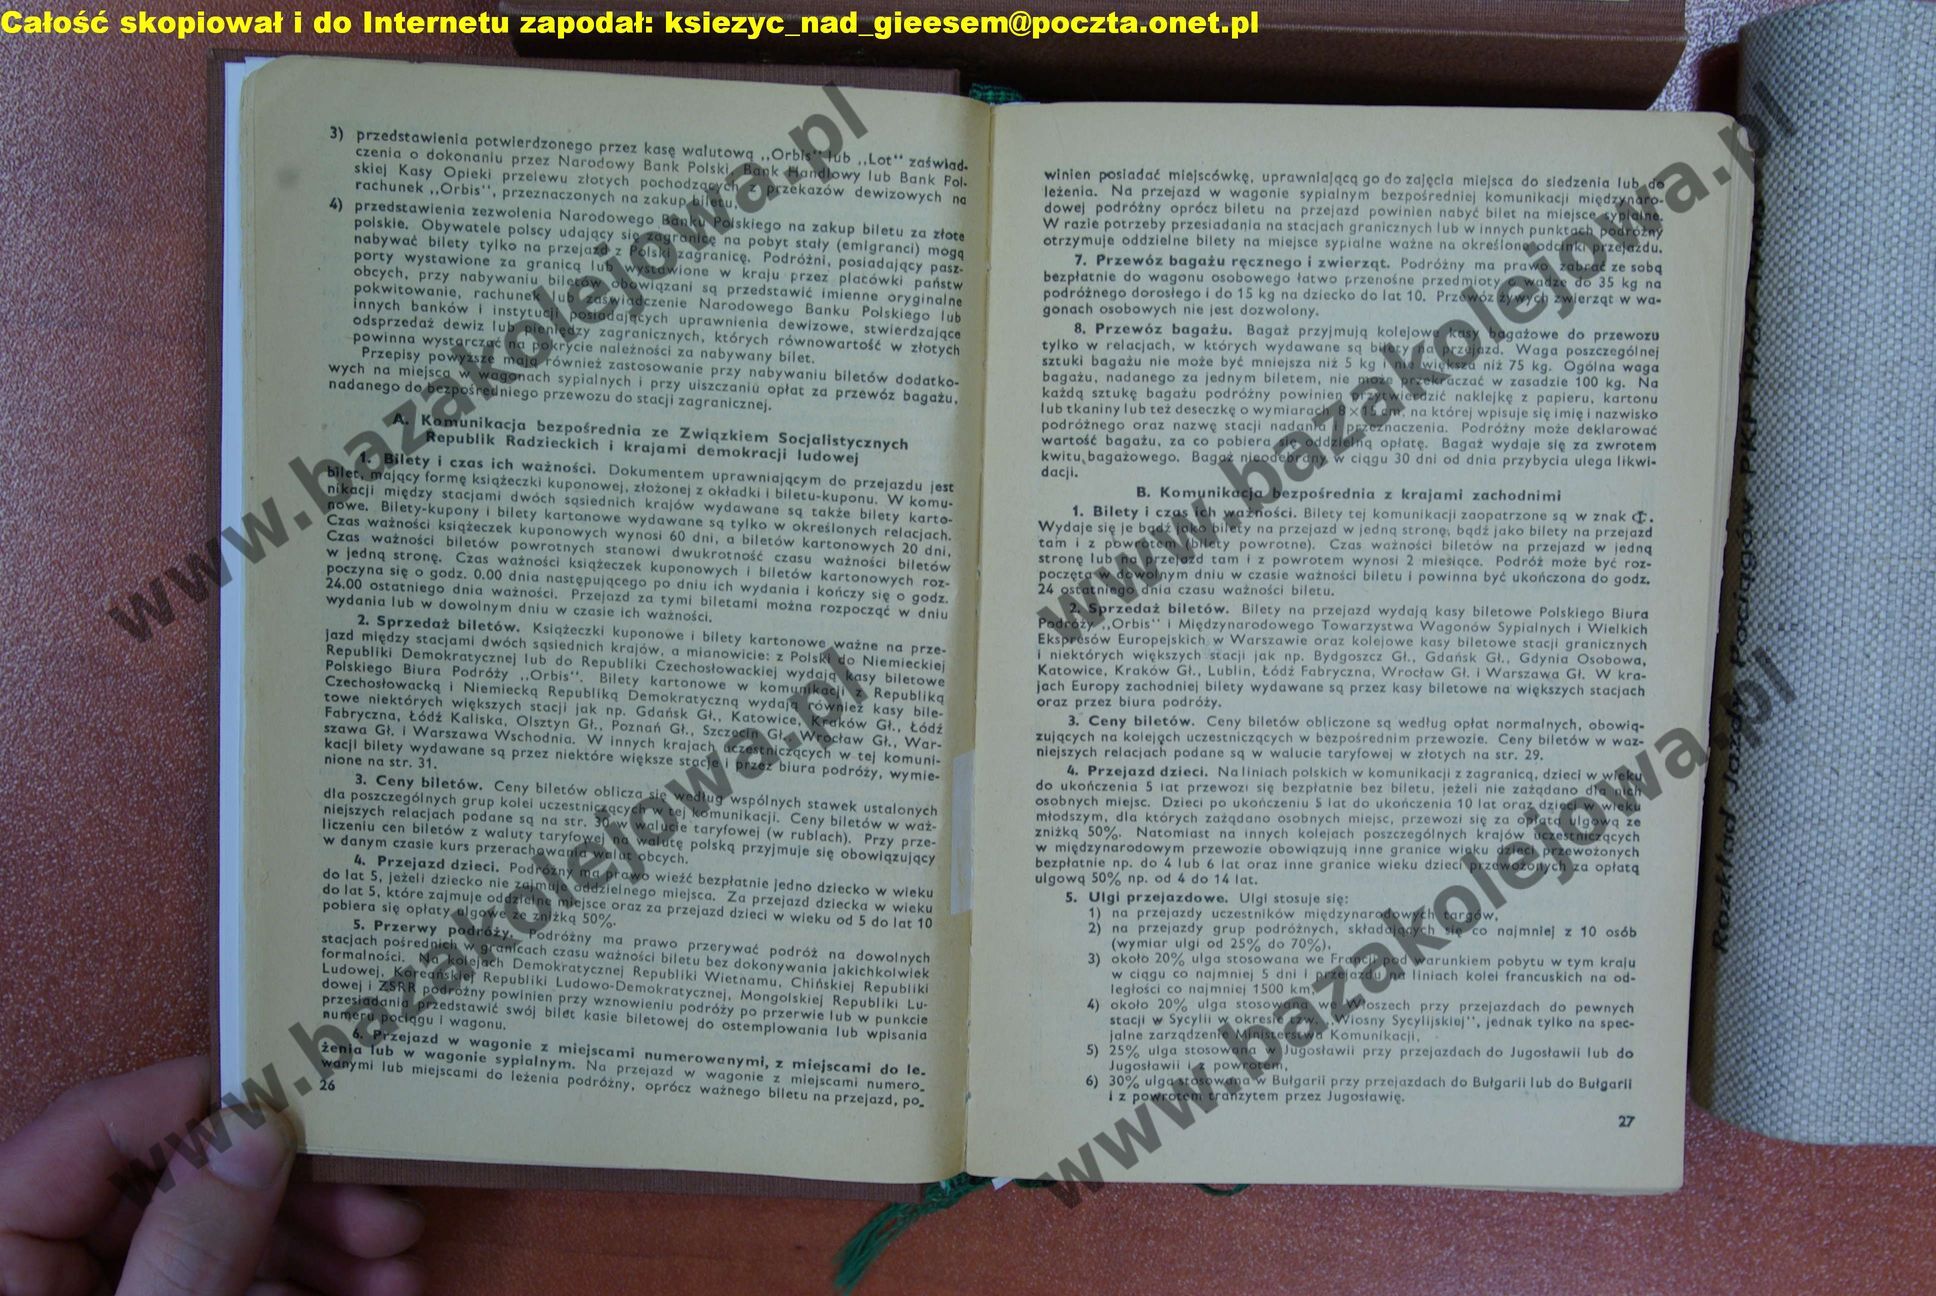 Całość skopiował i do Internetu zapodał: ksiezyc_nad_gieesem@poczta.onet.pl
3) przedstawienia potwierdzonego przez kasę walutową „Orbis" lub „Lot" zaświad-
czenia o dokonaniu przez Narodowy Bank Polski, Bank Handlowy lub Bank Pol-
skiej Kasy Opieki przelewu złotych pochodzących z przekazów dewizowych na
rachunek „Orbis", przeznaczonych na zakup biletu,
4) przedstawienia zezwolenia Narodowego Banku Polskiego na zakup biletu za złote
polskie. Obywatele polscy udający się zagranicę na pobyt stały (emigranci) mogą
nabywać bilety tylko na przejazd z Polski zagranicę. Podróżni, posiadający pasz-
porty wystawione za granicą lub wystawione w kraju przez placówki państw
obcych, przy nabywaniu biletów obowiązani są przedstawić imienne oryginalne
pokwitowanie, rachunek lub zaświadczenie Narodowego Banku Polskiego lub
innych banków i instytucji posiadających uprawnienia dewizowe, stwierdzające
odsprzedaż dewiz lub pieniędzy zagranicznych, których równowartość w złotych
powinna wystarczać na pokrycie należności za nabywany bilet.
Przepisy powyższe mają również zastosowanie przy nabywaniu biletów dodatko-
wych na miejsca w wagonach sypialnych i przy uiszczaniu opłat za przewóz bagażu,
nadanego do bezpośredniego przewozu do stacji zagranicznej.
A. Komunikacja bezpośrednia ze Związkiem Socjalistycznych
Republik Radzieckich i krajami demokracji ludowej
1. Bilety i czas ich ważności. Dokumentem uprawniającym do przejazdu jest
bilet, mający formę książeczki kuponowej, złożonej z okładki i biletu-kuponu. W komu-
nikacji między stacjami dwóch sąsiednich krajów wydawane są także bilety karto-
nowe. Bilety-kupony i bilety kartonowe wydawane są tylko w określonych relacjach.
Czas ważności książeczek kuponowych wynosi 60 dni, a biletów kartonowych 20 dni.
Czas ważności biletów powrotnych stanowi dwukrotność czasu ważności biletów
w jedną stronę. Czas ważności książeczek kuponowych i biletów kartonowych roz-
poczyna się o godz. 0.00 dnia następującego po dniu ich wydania i kończy się o godz.
24.00 ostatniego dnia ważności. Przejazd za tymi biletami można rozpocząć w dniu
wydania lub w dowolnym dniu w czasie ich ważności.
2. Sprzedaż biletów. Książeczki kuponowe i bilety kartonowe ważne na prze-
jazd między stacjami dwóch sąsiednich krajów, a mianowicie: z Polski do Niemieckiej
Republiki Demokratycznej lub do Republiki Czechosłowackiej wydają kasy biletowe
Polskiego Biura Podróży „Orbis". Bilety kartonowe w komunikacji z Republiką
Czechosłowacką i Niemiecką Republiką Demokratyczną wydają również kasy bile-
towe niektórych większych stacji jak np. Gdańsk Gł., Katowice, Kraków Gł., Łódź
Fabryczna, Łódź Kaliska, Olsztyn Gł., Poznań Gł., Szczecin Gł., Wrocław Gł., War-
szawa Gł. i Warszawa Wschodnia. W innych krajach uczestniczących w tej komuni-
kacji bilety wydawane są przez niektóre większe stacje i przez biura podróży, wymie-
nione na str. 31.
3. Ceny biletów. Ceny biletów oblicza się według wspólnych stawek ustalonych
dla poszczególnych grup kolei uczestniczących w tej komunikacji. Ceny biletów w waż-
niejszych relacjach podane są na str. 30 w walucie taryfowej (w rublach). Przy prze-
liczeniu cen biletów z waluty taryfowej na walutę polską przyjmuje się obowiązujący
w danym czasie kurs przerachowania walut obcych.
4. Przejazd dzieci. Podróżny ma prawo wieźć bezpłatnie jedno dziecko w wieku
do lat 5, jeżeli dziecko nie zajmuje oddzielnego miejsca. Za przejazd dziecka w wieku
do lat 5, które zajmuje oddzielne miejsce oraz za przejazd dzieci w wieku od 5 do lat 10
pobiera się opłaty ulgowe ze zniżką 50%.
5. Przerwy podróży. Podróżny ma prawo przerywać podróż na dowolnych
stacjach pośrednich w granicach czasu ważności biletu bez dokonywania jakichkolwiek
formalności. Na kolejach Demokratycznej Republiki Wietnamu, Chińskiej Republiki
Ludowej, Koreańskiej Republiki Ludowo-Demokratycznej, Mongolskiej Republiki Lu-
dowej i ZSRR podróżny powinien przy wznowieniu podróży po przerwie lub w punkcie
przesiadania przedstawić swój bilet kasie biletowej do ostemplowania lub wpisania
numeru pociągu i wagonu.
6. Przejazd w wagonie z miejscami numerowanymi, z miejscami do le-
żenia lub w wagonie sypialnym. Na przejazd w wagonie z miejscami numero-
wanymi lub miejscami do leżenia podróżny, oprócz ważnego biletu na przejazd, po-
26
winien posiadać miejscówkę, uprawniającą go do zajęcia miejsca do siedzenia lub do
leżenia. Na przejazd w wagonie sypialnym bezpośredniej komunikacji międzynaro-
dowej podróżny oprócz biletu na przejazd powinien nabyć bilet na miejsce sypialne.
W razie potrzeby przesiadania na stacjach granicznych lub w innych punktach podróżny
otrzymuje oddzielne bilety na miejsce sypialne ważne na określone odcinki przejazdu.
7. Przewóz bagażu ręcznego i zwierząt. Podróżny ma prawo zabrać ze sobą
bezpłatnie do wagonu osobowego łatwo przenośne przedmioty o wadze do 35 kg na
podróżnego dorosłego i do 15 kg na dziecko do lat 10. Przewóz żywych zwierząt w wa-
gonach osobowych nie jest dozwolony.
8. Przewóz bagażu. Bagaż przyjmują kolejowe kasy bagażowe do przewozu
tylko w relacjach, w których wydawane są bilety na przejazd. Waga poszczególnej
sztuki bagażu nie może być mniejsza niż 5 kg i nie większa niż 75 kg. Ogólna waga
bagażu, nadanego za jednym biletem, nie może przekraczać w zasadzie 100 kg. Na
każdą sztukę bagażu podróżny powinien przytwierdzić naklejkę z papieru, kartonu
lub tkaniny lub też deseczkę o wymiarach 8×15 cm, na której wpisuje się imię i nazwisko
podróżnego oraz nazwę stacji nadania i przeznaczenia. Podróżny może deklarować
wartość bagażu, za co pobiera się oddzielną opłatę. Bagaż wydaje się za zwrotem
kwitu bagażowego. Bagaż nieodebrany w ciągu 30 dni od dnia przybycia ulega likwi-
dacji.
B. Komunikacja bezpośrednia z krajami zachodnimi
1. Bilety i czas ich ważności. Bilety tej komunikacji zaopatrzone są w znak
Wydaje się je bądź jako bilety na przejazd w jedną stronę, bądź jako bilety na przejazd
tam i z powrotem (bilety powrotne). Czas ważności biletów na przejazd w jedną
stronę lub na przejazd tam i z powrotem wynosi 2 miesiące. Podróż może być roz-
poczęta w dowolnym dniu w czasie ważności biletu i powinna być ukończona do godz.
24 ostatniego dnia czasu ważności biletu.
2. Sprzedaż biletów. Bilety na przejazd wydają kasy biletowe Polskiego Biura
Podróży „Orbis" i Międzynarodowego Towarzystwa Wagonów Sypialnych i Wielkich
Ekspresów Europejskich w Warszawie oraz kolejowe kasy biletowe stacji granicznych
i niektórych większych stacji jak np. Bydgoszcz Gł., Gdańsk Gł., Gdynia Osobowa,
Katowice, Kraków Gł., Lublin, Łódź Fabryczna, Wrocław Gł. i Warszawa Gł. W kra-
jach Europy zachodniej bilety wydawane są przez kasy biletowe na większych stacjach
oraz przez biura podróży.
3. Ceny biletów. Ceny biletów obliczone są według opłat normalnych, obowią-
zujących na kolejach uczestniczących w bezpośrednim przewozie. Ceny biletów w waż-
niejszych relacjach podane są w walucie taryfowej w złotych na str. 29.
4. Przejazd dzieci. Na liniach polskich w komunikacji z zagranicą, dzieci w wieku
do ukończenia 5 lat przewozi się bezpłatnie bez biletu, jeżeli nie zażądano dla nich
osobnych miejsc. Dzieci po ukończeniu 5 lat do ukończenia 10 lat oraz dzieci w wieku
młodszym, dla których zażądano osobnych miejsc, przewozi się za opłatą ulgową ze
zniżką 50%. Natomiast na innych kolejach poszczególnych krajów uczestniczących
w międzynarodowym przewozie obowiązują inne granice wieku dzieci przewożonych
bezpłatnie np. do 4 lub 6 lat oraz inne granice wieku dzieci przewożonych za opłatą
ulgową 50% np. od 4 do 14 lat.
5. Ulgi przejazdowe. Ulgi stosuje się:
1) na przejazdy uczestników międzynarodowych targów,
2) na przejazdy grup podróżnych, składających się co najmniej z 10 osób
(wymiar ulgi od 25% do 70%),
3) około 20% ulga stosowana we Francji pod warunkiem pobytu w tym kraju
w ciągu co najmniej 5 dni i przejazdu na liniach kolei francuskich na od-
ległości co najmniej 1500 km,
4) około 20% ulga stosowana we Włoszech przy przejazdach do pewnych
stacji w Sycylii w okresie tzw. „Wiosny Sycylijskiej", jednak tylko na spec-
jalne zarządzenie Ministerstwa Komunikacji,
5) 25% ulga stosowana w Jugosławii przy przejazdach do Jugosławii lub do
Jugosławii i z powrotem,
6) 30% ulga stosowana w Bułgarii przy przejazdach do Bułgarii lub do Bułgarii
i z powrotem tranzytem przez Jugosławię.
27
Rozkład Jazdy Pociągów PKP
www.bazakolejowa.pl
www.bazakolejowa.pl
www.bazakolejowa.pl
www.bazakolejowa.pl